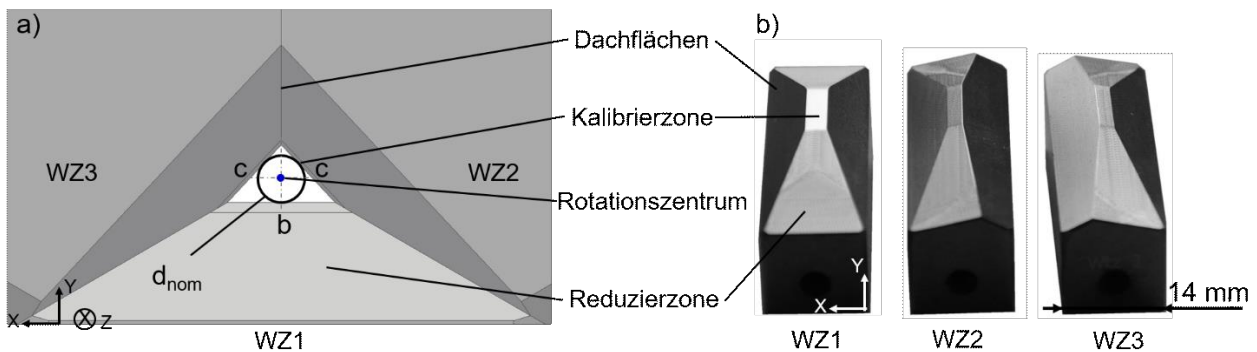 a)
b)
Dachflächen
Kalibrierzone
WZ3
c
c
WZ2
Rotationszentrum
b
d_nom
Reduzierzone
Y
X
Z
WZ1
Y
X
14 mm
WZ1
WZ2
WZ3